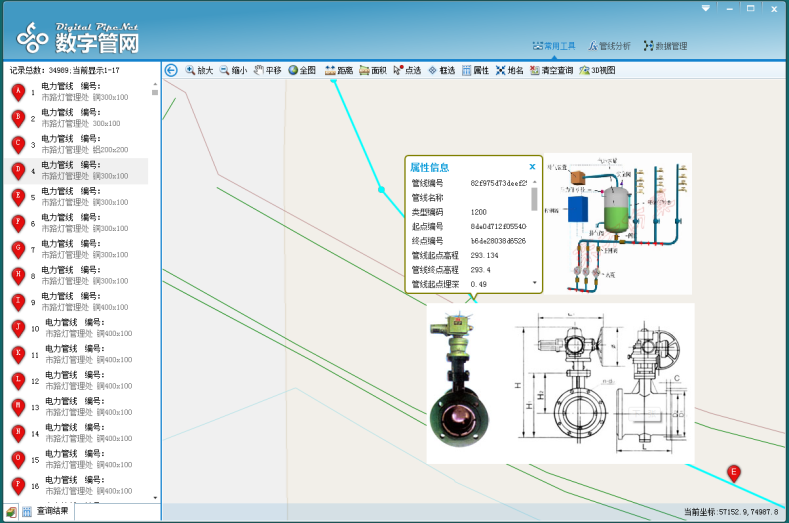 Digital Pipe.Net
数字管网
常用工具 管线分析 数据管理
记录总数: 34989;当前显示1-17
放大 缩小 平移 全图 距离 面积 点选 框选 属性 地名 清空查询 3D视图
A 1 电力管线 编号:
市路灯管理处 铜300x100
B 2 电力管线 编号:
市路灯管理处 300x100
C 3 电力管线 编号:
市路灯管理处 铝200x200
D 4 电力管线 编号:
市路灯管理处 铜300x100
E 5 电力管线 编号:
市路灯管理处 铜300x100
F 6 电力管线 编号:
市路灯管理处 铜300x100
G 7 电力管线 编号:
市路灯管理处 铜300x100
H 8 电力管线 编号:
市路灯管理处 铜300x100
I 9 电力管线 编号:
市路灯管理处 铜400x100
J 10 电力管线 编号:
市路灯管理处 铜400x100
K 11 电力管线 编号:
市路灯管理处 铜400x100
L 12 电力管线 编号:
市路灯管理处 铜400x100
M 13 电力管线 编号:
市路灯管理处 铜400x100
N 14 电力管线 编号:
市路灯管理处 铜400x100
O 15 电力管线 编号:
市路灯管理处 铜400x100
P 16 电力管线 编号:
市路灯管理处 铜400x100
查询结果
属性信息 x
管线编号
管线名称
类型编码 1200
起点编号
终点编号 b6de28038d6526
管线起点高程 293.134
管线终点高程 293.4
管线起点埋深 0.49
L
H
H₁
H₂
C
D
L
E
当前坐标:57152.9,74987.8